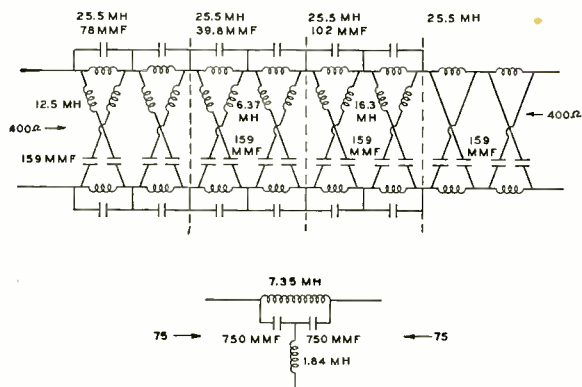 25.5 MH 25.5 MH 25.5 MH 25.5 MH
78 MMF 39.8 MMF 102 MMF
12.5 MH 6.37 MH 16.3 MH
400Ω 400Ω
159 MMF 159 MMF 159 MMF 159 MMF
7.35 MH
75 75
750 MMF 750 MMF
1.84 MH